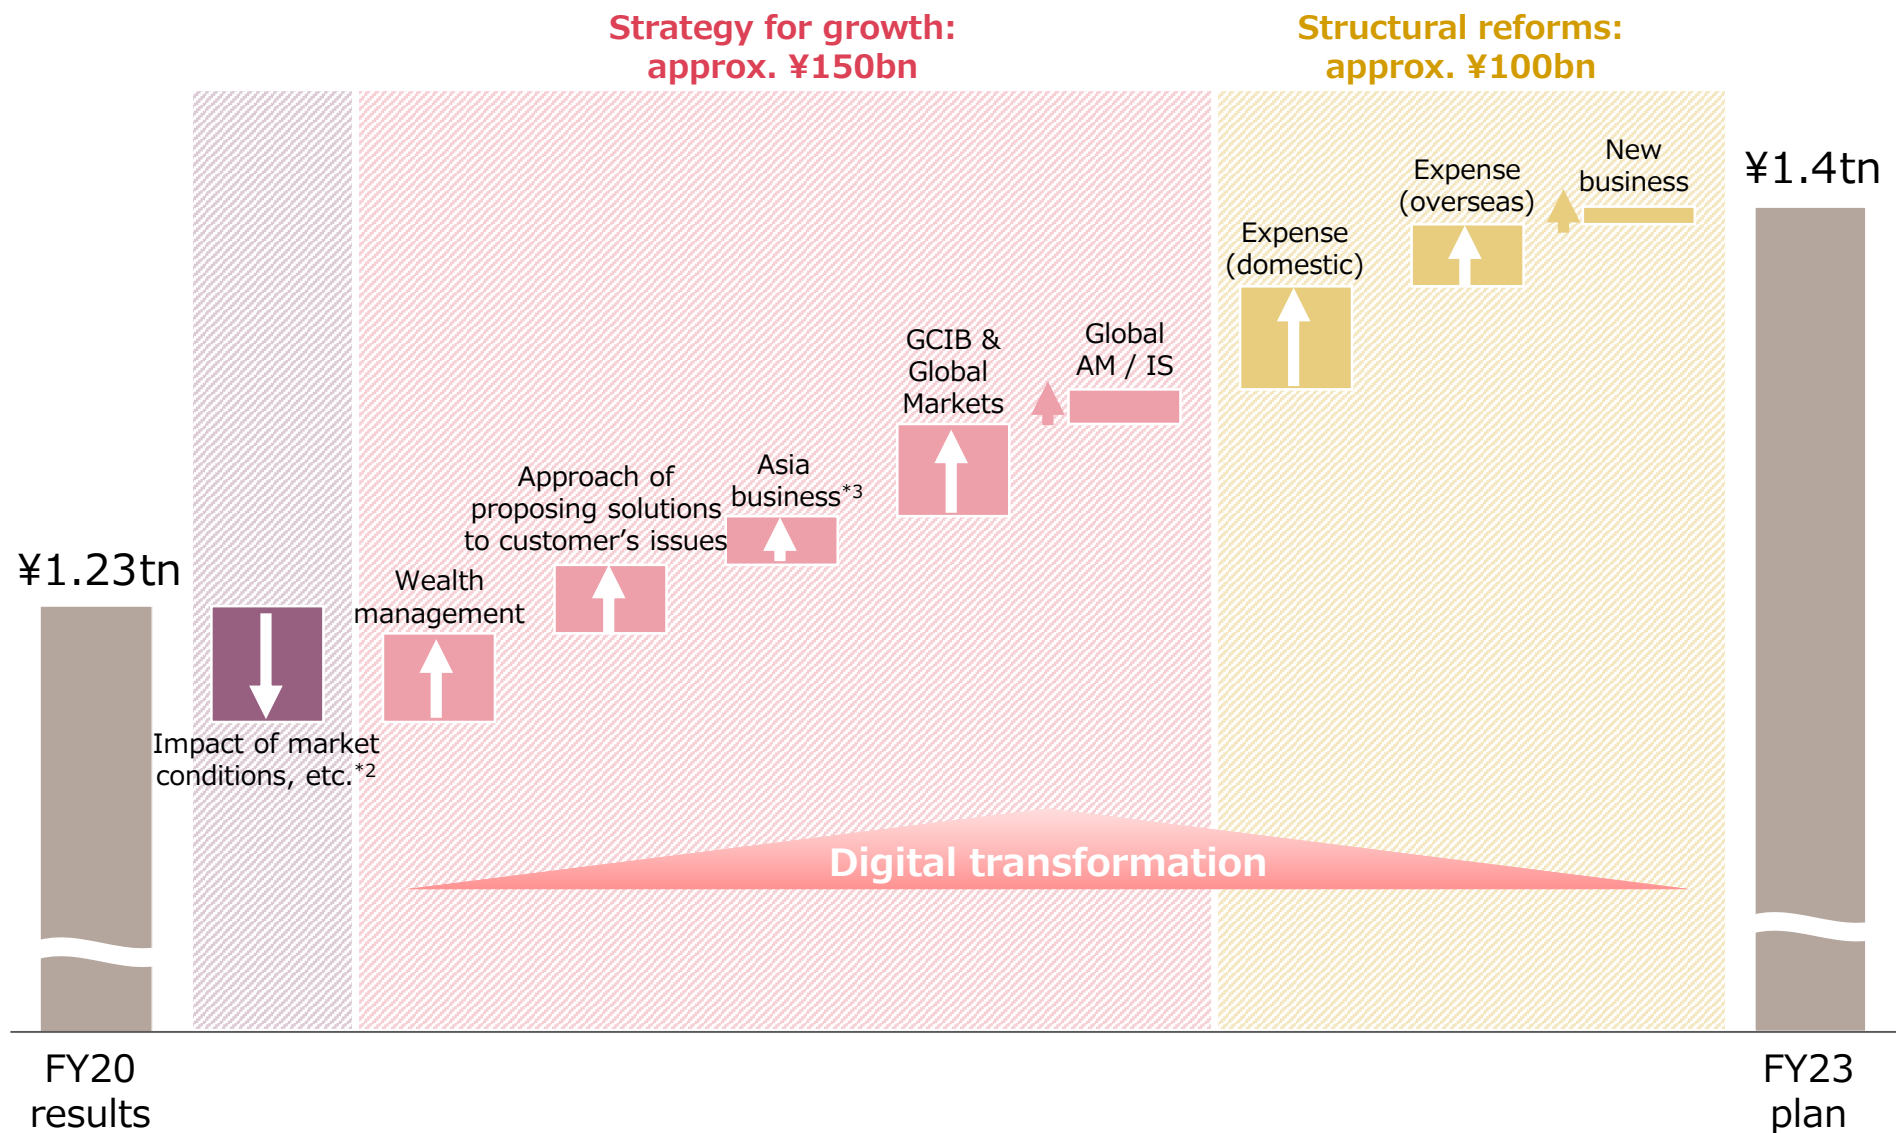 Strategy for growth:
approx. ¥150bn
Structural reforms:
approx. ¥100bn
¥1.23tn
Impact of market
conditions, etc.*2
Wealth
management
Approach of
proposing solutions
to customer’s issues
Asia
business*3
GCIB &
Global
Markets
Global
AM / IS
Expense
(domestic)
Expense
(overseas)
New
business
¥1.4tn
Digital transformation
FY20
results
FY23
plan